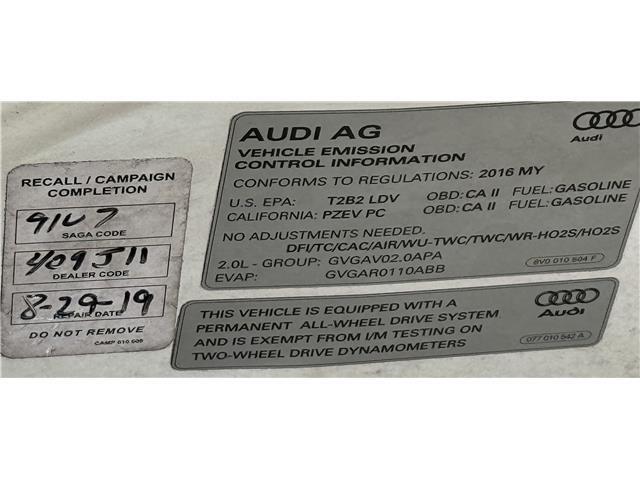 RECALL / CAMPAIGN
COMPLETION
91U7
SAGA CODE
409J11
DEALER CODE
8-29-19
REPAIR DATE
DO NOT REMOVE
CAMP 010 000
AUDI AG
Audi
VEHICLE EMISSION
CONTROL INFORMATION
CONFORMS TO REGULATIONS: 2016 MY
U.S. EPA: T2B2 LDV OBD: CA II FUEL: GASOLINE
CALIFORNIA: PZEV PC OBD: CA II FUEL: GASOLINE
NO ADJUSTMENTS NEEDED.
DFI/TC/CAC/AIR/WU-TWC/TWC/WR-HO2S/HO2S
2.0L - GROUP: GVGAV02.0APA
EVAP: GVGAR0110ABB
8V0 010 504 F
THIS VEHICLE IS EQUIPPED WITH A
PERMANENT ALL-WHEEL DRIVE SYSTEM
AND IS EXEMPT FROM I/M TESTING ON
TWO-WHEEL DRIVE DYNAMOMETERS
Audi
077 010 542 A